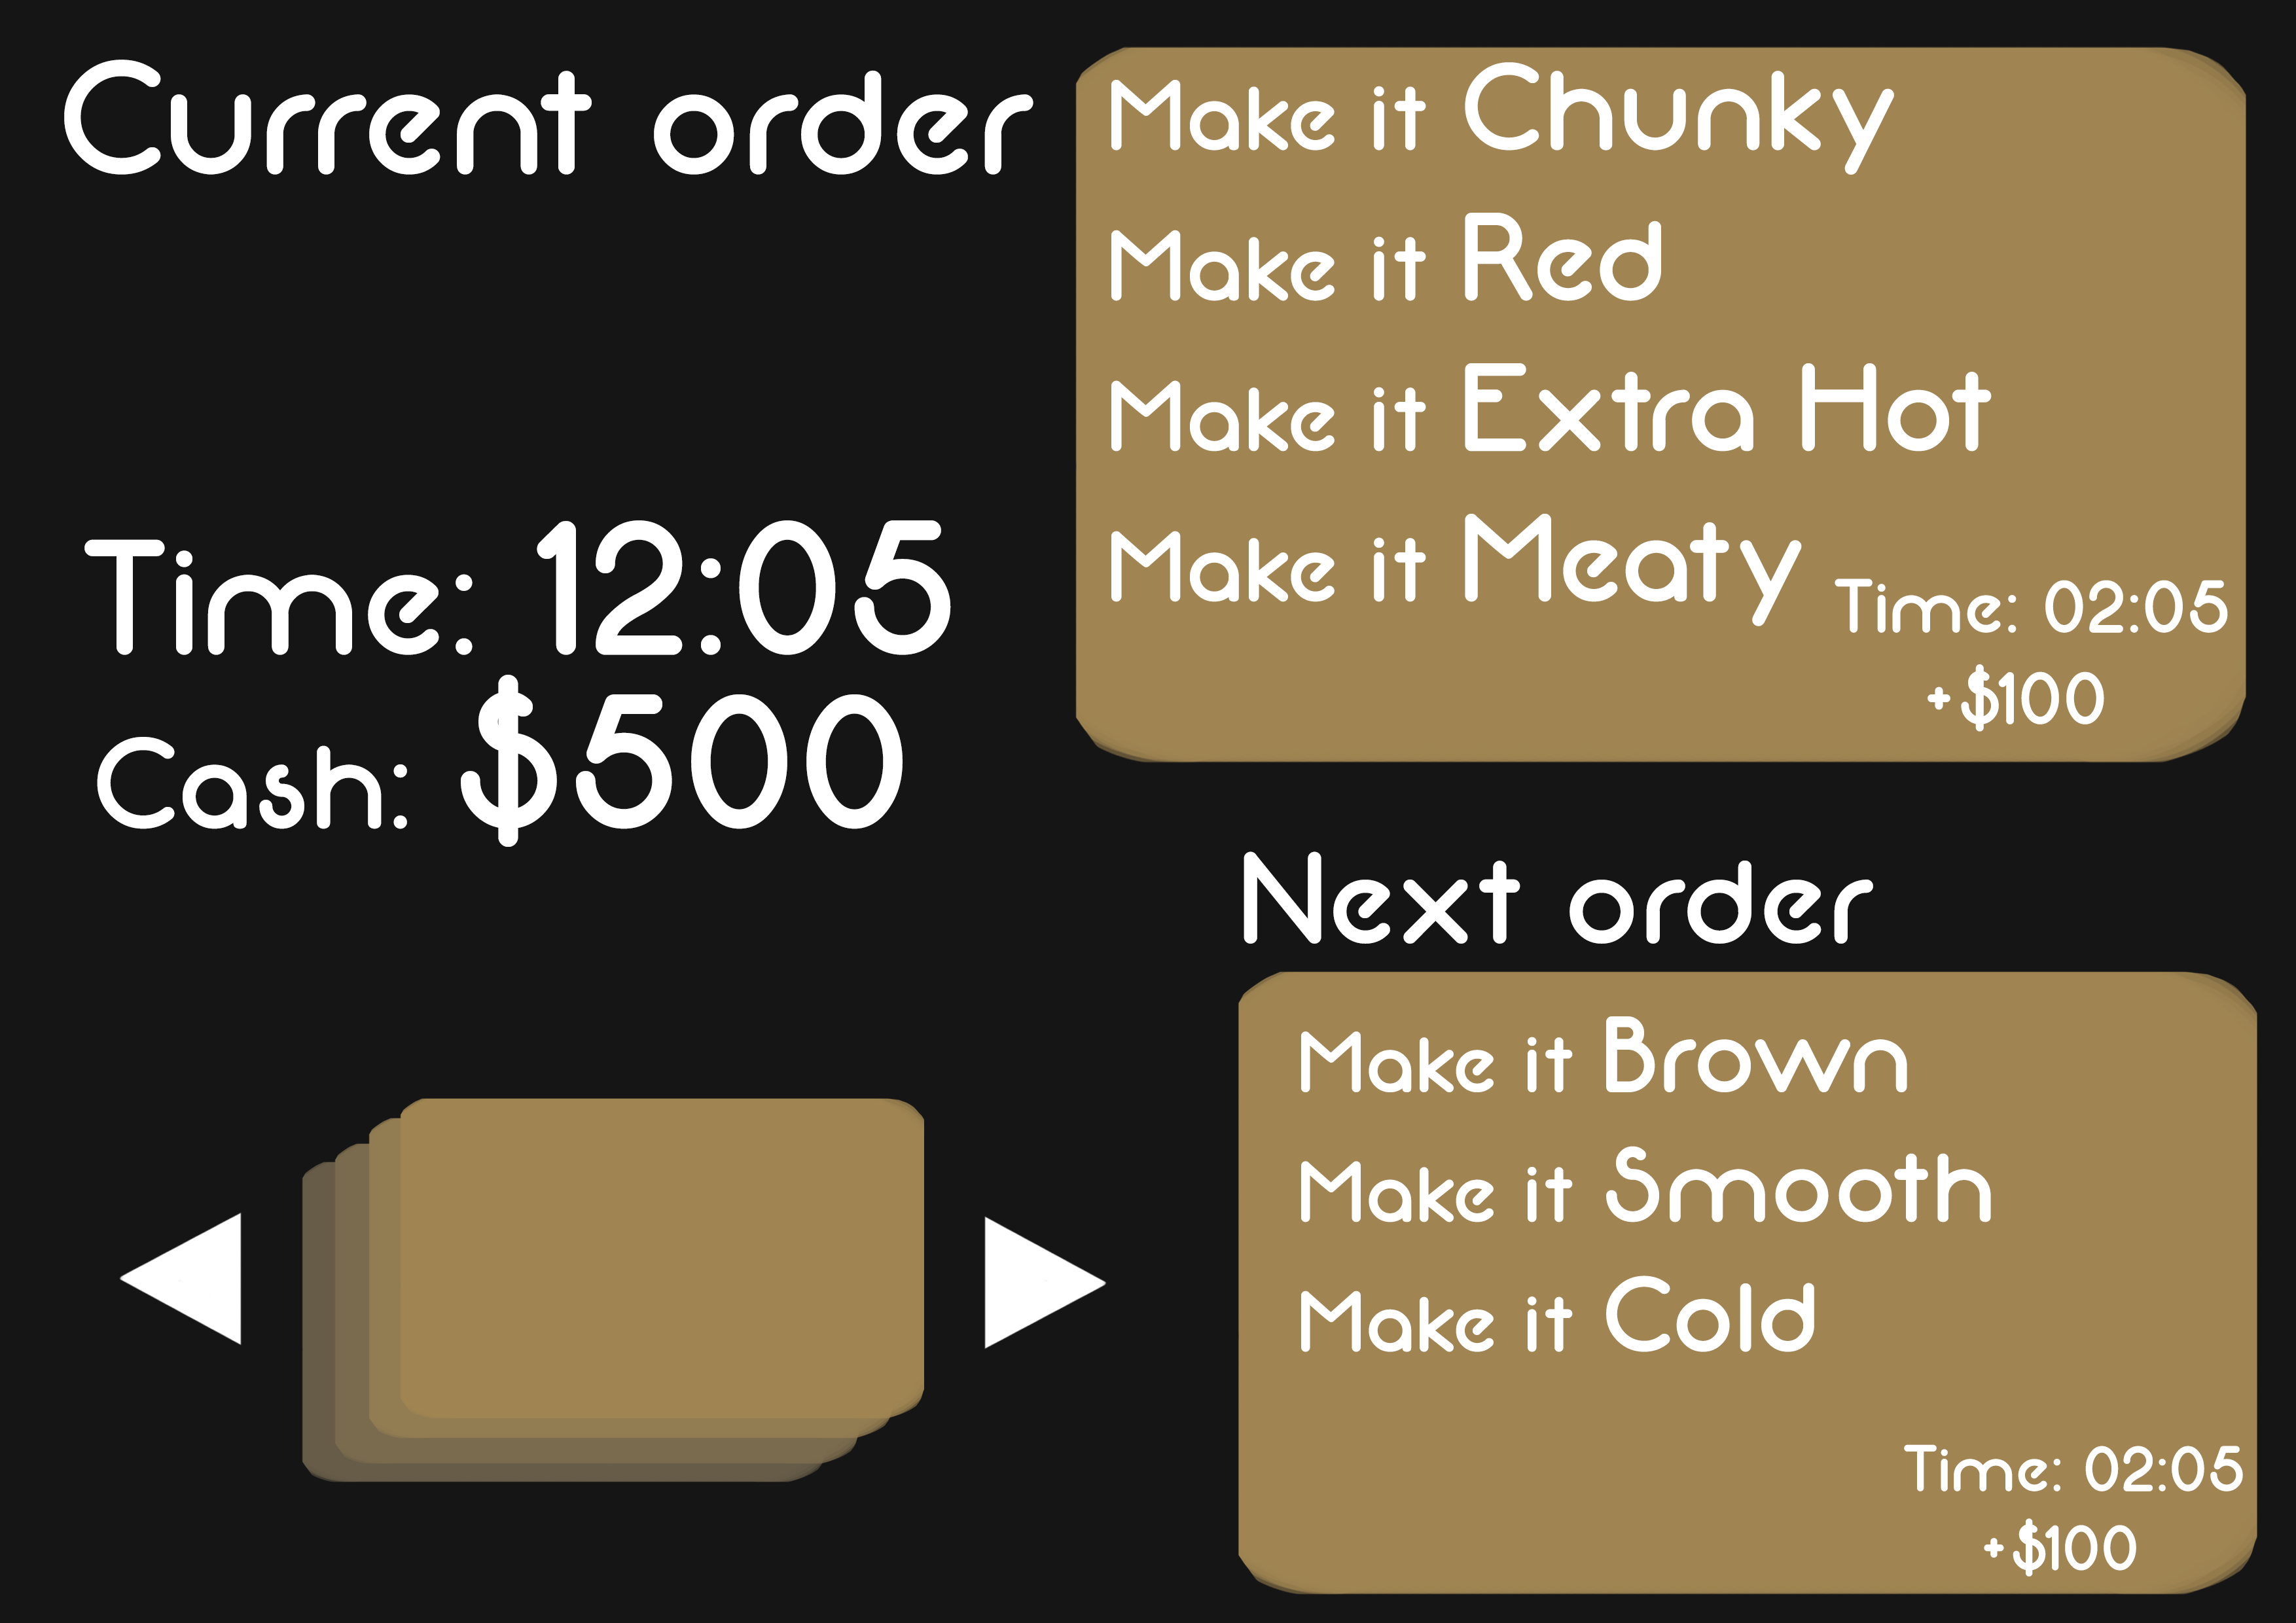 Current order
Make it Chunky
Make it Red
Make it Extra Hot
Make it Meaty
Time: 02:05
+$100
Time: 12:05
Cash: $500
Next order
Make it Brown
Make it Smooth
Make it Cold
Time: 02:05
+$100